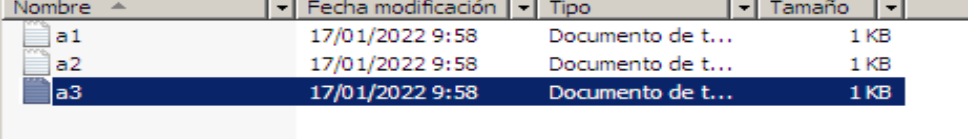 Nombre Fecha modificación Tipo Tamaño
a1 17/01/2022 9:58 Documento de t... 1 KB
a2 17/01/2022 9:58 Documento de t... 1 KB
a3 17/01/2022 9:58 Documento de t... 1 KB